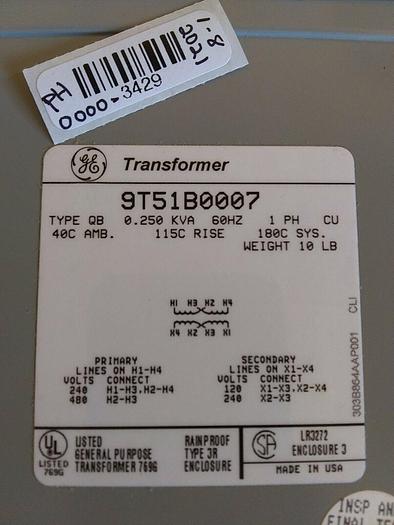 PH
0000-3429
1202
8-1
GE Transformer
9T51B0007
TYPE QB 0.250 KVA 60HZ 1 PH CU
40C AMB. 115C RISE 180C SYS.
WEIGHT 10 LB
H1 H3 H2 H4
X4 X2 X3 X1
PRIMARY
LINES ON H1-H4
VOLTS CONNECT
240 H1-H3,H2-H4
480 H2-H3
SECONDARY
LINES ON X1-X4
VOLTS CONNECT
120 X1-X3,X2-X4
240 X2-X3
303B864AAP001 CLI
UL
LISTED
769G
LISTED
GENERAL PURPOSE
TRANSFORMER 769G
RAINPROOF
TYPE 3R
ENCLOSURE
SA
LR3272
ENCLOSURE 3
MADE IN USA
INSP AN